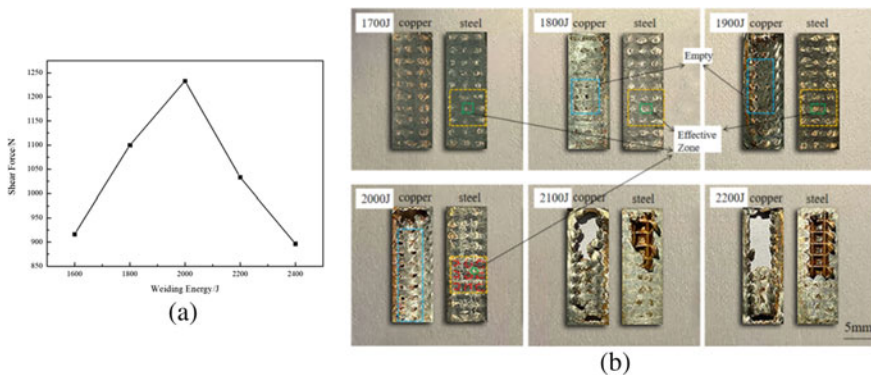 (a)
1250
1200
1150
1100
1050
1000
950
900
850
Shear Force/N
1600
1800
2000
2200
2400
Welding Energy/J
(a)
(b)
1700J copper steel
1800J copper steel
1900J copper steel
Empty
Effective
Zone
2000J copper steel
2100J copper steel
2200J copper steel
5mm
(b)